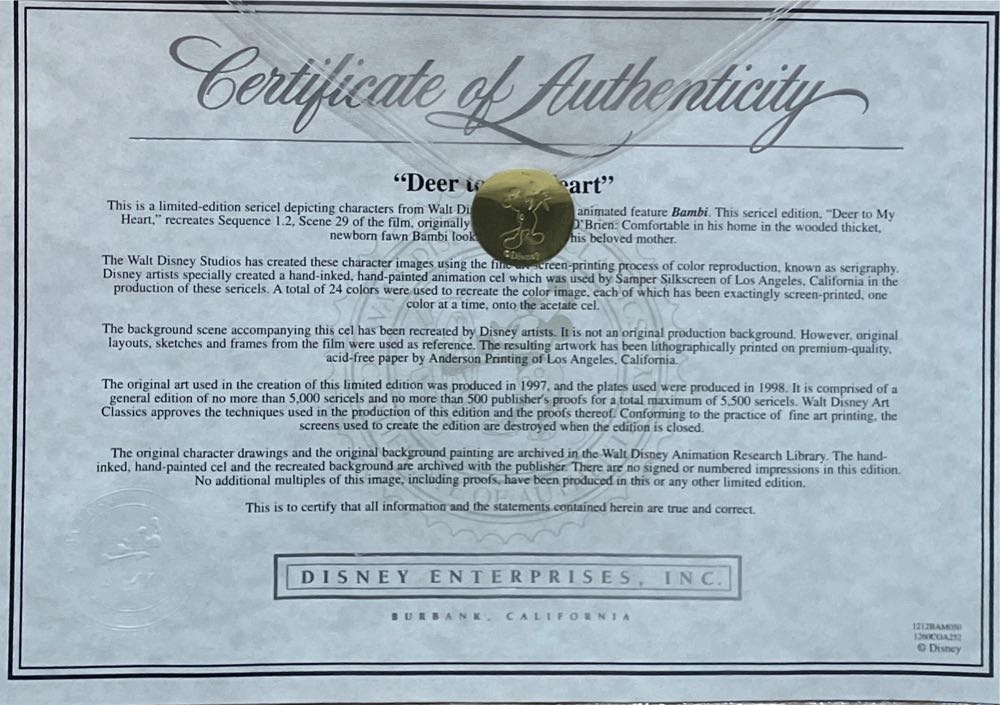 Certificate of Authenticity
“Deer to eart”
This is a limited-edition sericel depicting characters from Walt Di animated feature Bambi. This sericel edition, “Deer to My
Heart,” recreates Sequence 1.2, Scene 29 of the film, originally O'Brien: Comfortable in his home in the wooded thicket,
newborn fawn Bambi look his beloved mother.
The Walt Disney Studios has created these character images using the fine art screen-printing process of color reproduction, known as serigraphy.
Disney artists specially created a hand-inked, hand-painted animation cel which was used by Samper Silkscreen of Los Angeles, California in the
production of these sericels. A total of 24 colors were used to recreate the color image, each of which has been exactingly screen-printed, one
color at a time, onto the acetate cel.
The background scene accompanying this cel has been recreated by Disney artists. It is not an original production background. However, original
layouts, sketches and frames from the film were used as reference. The resulting artwork has been lithographically printed on premium-quality,
acid-free paper by Anderson Printing of Los Angeles, California.
The original art used in the creation of this limited edition was produced in 1997, and the plates used were produced in 1998. It is comprised of a
general edition of no more than 5,000 sericels and no more than 500 publisher's proofs for a total maximum of 5,500 sericels. Walt Disney Art
Classics approves the techniques used in the production of this edition and the proofs thereof. Conforming to the practice of fine art printing, the
screens used to create the edition are destroyed when the edition is closed.
The original character drawings and the original background painting are archived in the Walt Disney Animation Research Library. The hand-
inked, hand-painted cel and the recreated background are archived with the publisher. There are no signed or numbered impressions in this edition.
No additional multiples of this image, including proofs, have been produced in this or any other limited edition.
This is to certify that all information and the statements contained herein are true and correct.
DISNEY ENTERPRISES, INC.
BURBANK, CALIFORNIA
1212BAM050
1260COA252
© Disney